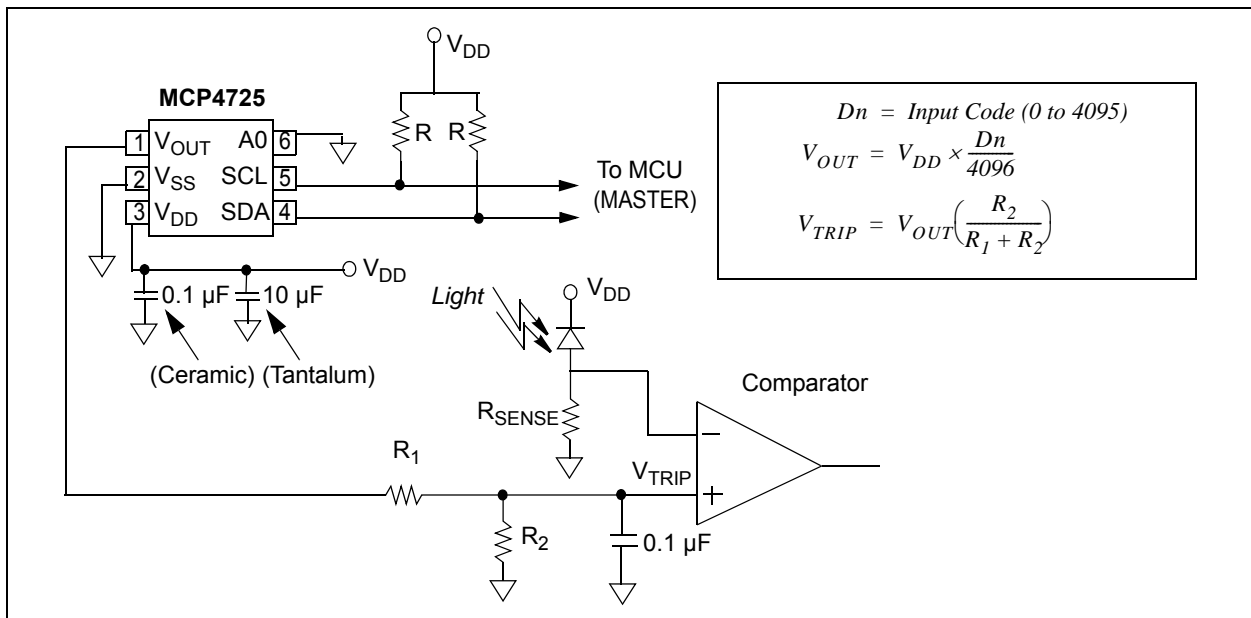 V_DD
MCP4725
1 V_OUT A0 6
2 V_SS SCL 5
3 V_DD SDA 4
R R
To MCU
(MASTER)
Dn = Input Code (0 to 4095)
V_OUT = V_DD × Dn/4096
V_TRIP = V_OUT(R_2/(R_1 + R_2))
V_DD
0.1 µF 10 µF
(Ceramic) (Tantalum)
Light
V_DD
R_SENSE
Comparator
R_1
V_TRIP
–
+
R_2
0.1 µF